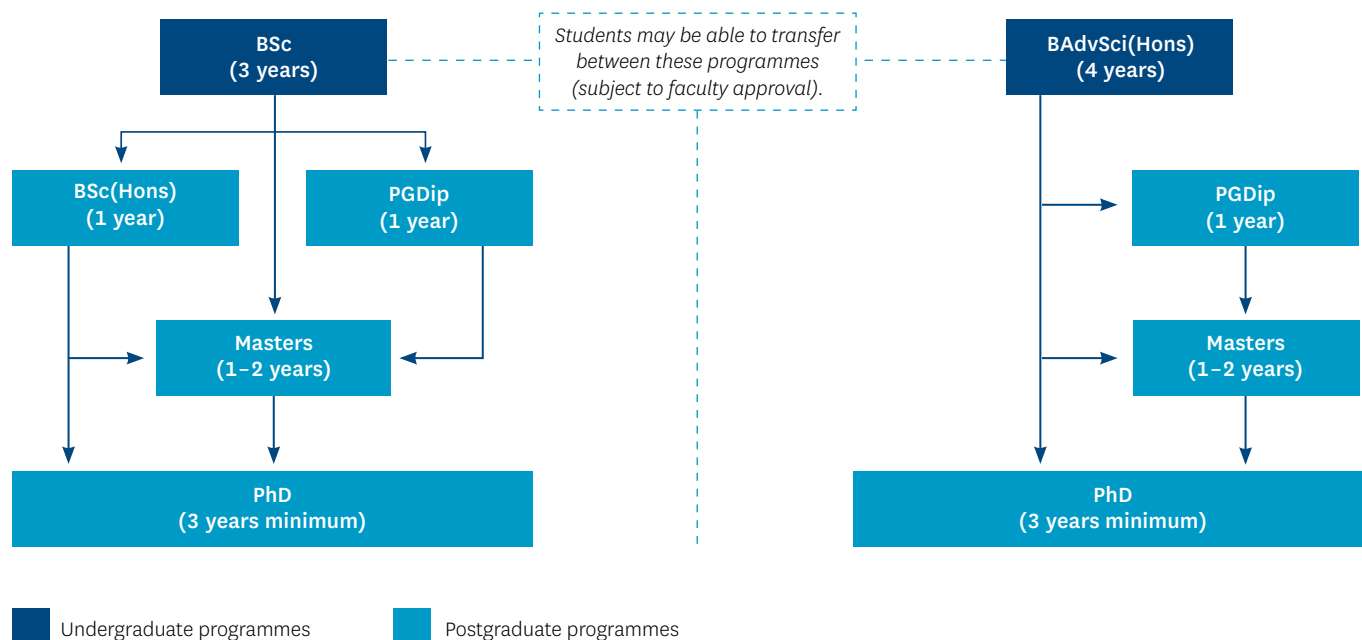 BSc
(3 years)
Students may be able to transfer
between these programmes
(subject to faculty approval).
BAdvSci(Hons)
(4 years)
BSc(Hons)
(1 year)
PGDip
(1 year)
PGDip
(1 year)
Masters
(1–2 years)
Masters
(1–2 years)
PhD
(3 years minimum)
PhD
(3 years minimum)
Undergraduate programmes
Postgraduate programmes